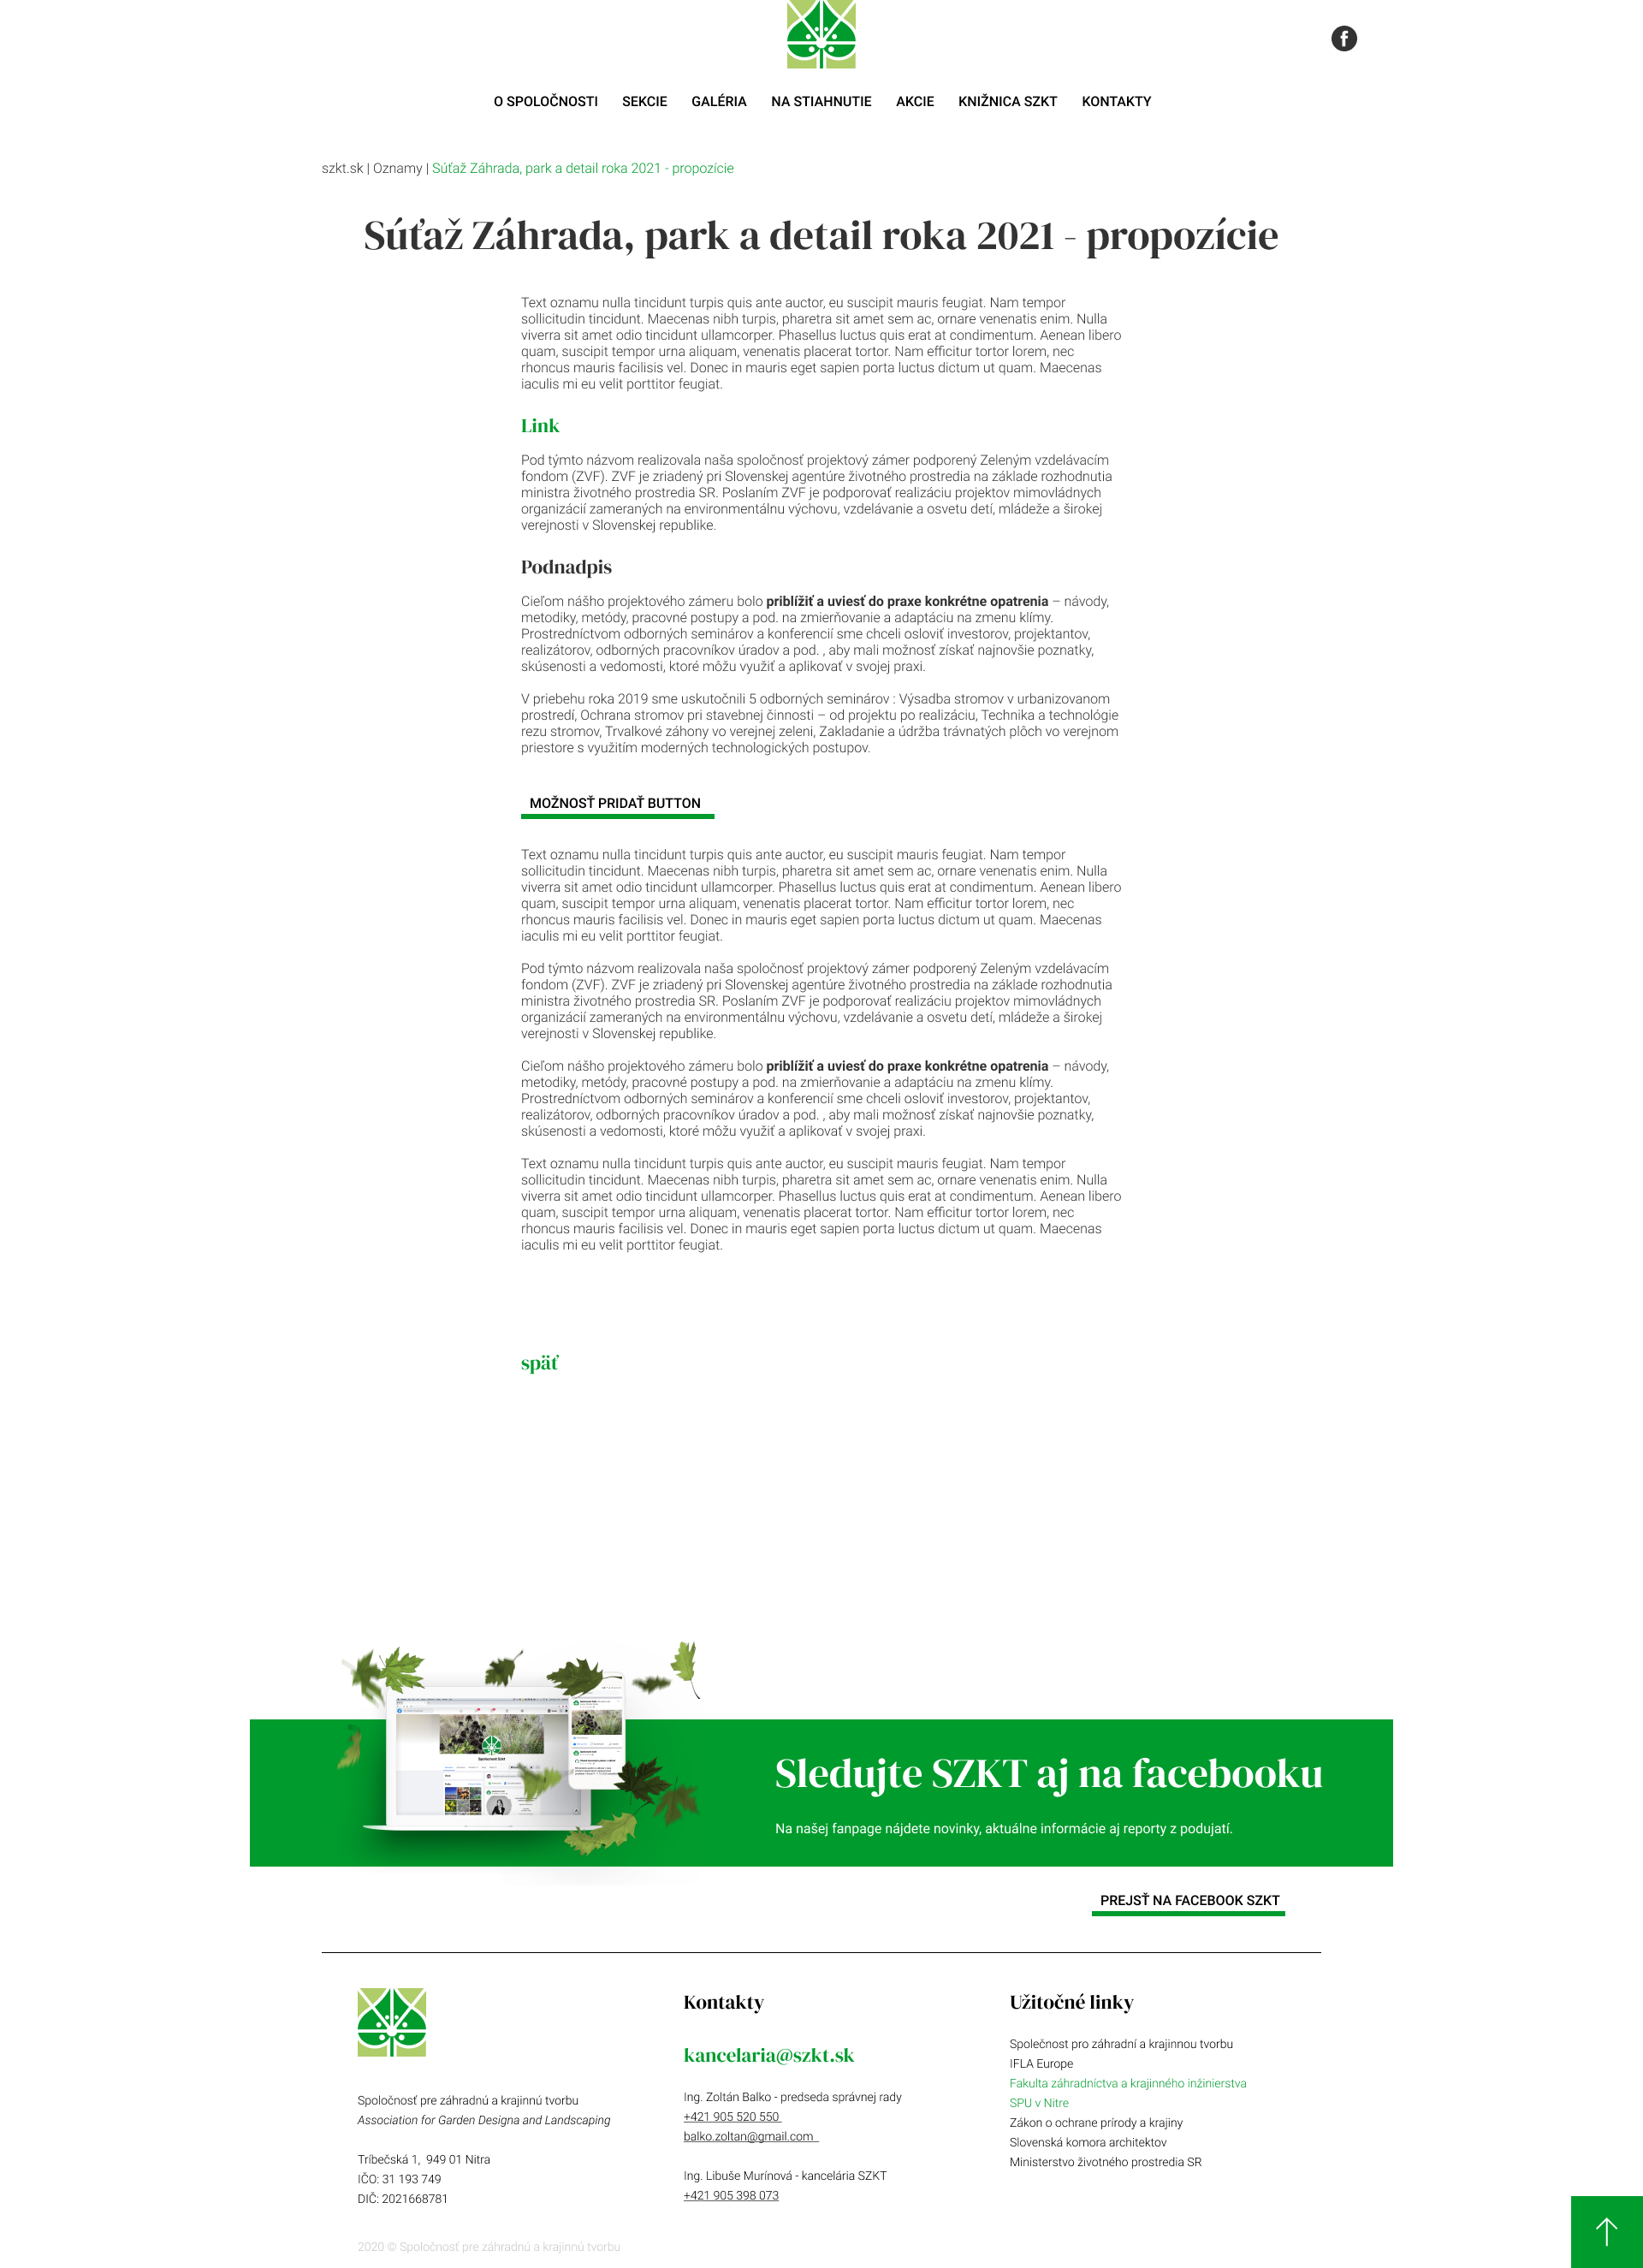 O SPOLOČNOSTI SEKCIE GALÉRIA NA STIAHNUTIE AKCIE KNIŽNICA SZKT KONTAKTY
szkt.sk | Oznamy | Súťaž Záhrada, park a detail roka 2021 - propozície
Súťaž Záhrada, park a detail roka 2021 - propozície
Text oznamu nulla tincidunt turpis quis ante auctor, eu suscipit mauris feugiat. Nam tempor
sollicitudin tincidunt. Maecenas nibh turpis, pharetra sit amet sem ac, ornare venenatis enim. Nulla
viverra sit amet odio tincidunt ullamcorper. Phasellus luctus quis erat at condimentum. Aenean libero
quam, suscipit tempor urna aliquam, venenatis placerat tortor. Nam efficitur tortor lorem, nec
rhoncus mauris facilisis vel. Donec in mauris eget sapien porta luctus dictum ut quam. Maecenas
iaculis mi eu velit porttitor feugiat.
Link
Pod týmto názvom realizovala naša spoločnosť projektový zámer podporený Zeleným vzdelávacím
fondom (ZVF). ZVF je zriadený pri Slovenskej agentúre životného prostredia na základe rozhodnutia
ministra životného prostredia SR. Poslaním ZVF je podporovať realizáciu projektov mimovládnych
organizácií zameraných na environmentálnu výchovu, vzdelávanie a osvetu detí, mládeže a širokej
verejnosti v Slovenskej republike.
Podnadpis
Cieľom nášho projektového zámeru bolo priblížiť a uviesť do praxe konkrétne opatrenia – návody,
metodiky, metódy, pracovné postupy a pod. na zmierňovanie a adaptáciu na zmenu klímy.
Prostredníctvom odborných seminárov a konferencií sme chceli osloviť investorov, projektantov,
realizátorov, odborných pracovníkov úradov a pod. , aby mali možnosť získať najnovšie poznatky,
skúsenosti a vedomosti, ktoré môžu využiť a aplikovať v svojej praxi.
V priebehu roka 2019 sme uskutočnili 5 odborných seminárov : Výsadba stromov v urbanizovanom
prostredí, Ochrana stromov pri stavebnej činnosti – od projektu po realizáciu, Technika a technológie
rezu stromov, Trvalkové záhony vo verejnej zeleni, Zakladanie a údržba trávnatých plôch vo verejnom
priestore s využitím moderných technologických postupov.
MOŽNOSŤ PRIDAŤ BUTTON
Text oznamu nulla tincidunt turpis quis ante auctor, eu suscipit mauris feugiat. Nam tempor
sollicitudin tincidunt. Maecenas nibh turpis, pharetra sit amet sem ac, ornare venenatis enim. Nulla
viverra sit amet odio tincidunt ullamcorper. Phasellus luctus quis erat at condimentum. Aenean libero
quam, suscipit tempor urna aliquam, venenatis placerat tortor. Nam efficitur tortor lorem, nec
rhoncus mauris facilisis vel. Donec in mauris eget sapien porta luctus dictum ut quam. Maecenas
iaculis mi eu velit porttitor feugiat.
Pod týmto názvom realizovala naša spoločnosť projektový zámer podporený Zeleným vzdelávacím
fondom (ZVF). ZVF je zriadený pri Slovenskej agentúre životného prostredia na základe rozhodnutia
ministra životného prostredia SR. Poslaním ZVF je podporovať realizáciu projektov mimovládnych
organizácií zameraných na environmentálnu výchovu, vzdelávanie a osvetu detí, mládeže a širokej
verejnosti v Slovenskej republike.
Cieľom nášho projektového zámeru bolo priblížiť a uviesť do praxe konkrétne opatrenia – návody,
metodiky, metódy, pracovné postupy a pod. na zmierňovanie a adaptáciu na zmenu klímy.
Prostredníctvom odborných seminárov a konferencií sme chceli osloviť investorov, projektantov,
realizátorov, odborných pracovníkov úradov a pod. , aby mali možnosť získať najnovšie poznatky,
skúsenosti a vedomosti, ktoré môžu využiť a aplikovať v svojej praxi.
Text oznamu nulla tincidunt turpis quis ante auctor, eu suscipit mauris feugiat. Nam tempor
sollicitudin tincidunt. Maecenas nibh turpis, pharetra sit amet sem ac, ornare venenatis enim. Nulla
viverra sit amet odio tincidunt ullamcorper. Phasellus luctus quis erat at condimentum. Aenean libero
quam, suscipit tempor urna aliquam, venenatis placerat tortor. Nam efficitur tortor lorem, nec
rhoncus mauris facilisis vel. Donec in mauris eget sapien porta luctus dictum ut quam. Maecenas
iaculis mi eu velit porttitor feugiat.
späť
Sledujte SZKT aj na facebooku
Na našej fanpage nájdete novinky, aktuálne informácie aj reporty z podujatí.
PREJSŤ NA FACEBOOK SZKT
Spoločnosť pre záhradnú a krajinnú tvorbu
Association for Garden Designa and Landscaping
Tríbečská 1, 949 01 Nitra
IČO: 31 193 749
DIČ: 2021668781
2020 © Spoločnosť pre záhradnú a krajinnú tvorbu
Kontakty
kancelaria@szkt.sk
Ing. Zoltán Balko - predseda správnej rady
+421 905 520 550
balko.zoltan@gmail.com
Ing. Libuše Murínová - kancelária SZKT
+421 905 398 073
Užitočné linky
Společnost pro záhradní a krajinnou tvorbu
IFLA Europe
Fakulta záhradníctva a krajinného inžinierstva
SPU v Nitre
Zákon o ochrane prírody a krajiny
Slovenská komora architektov
Ministerstvo životného prostredia SR